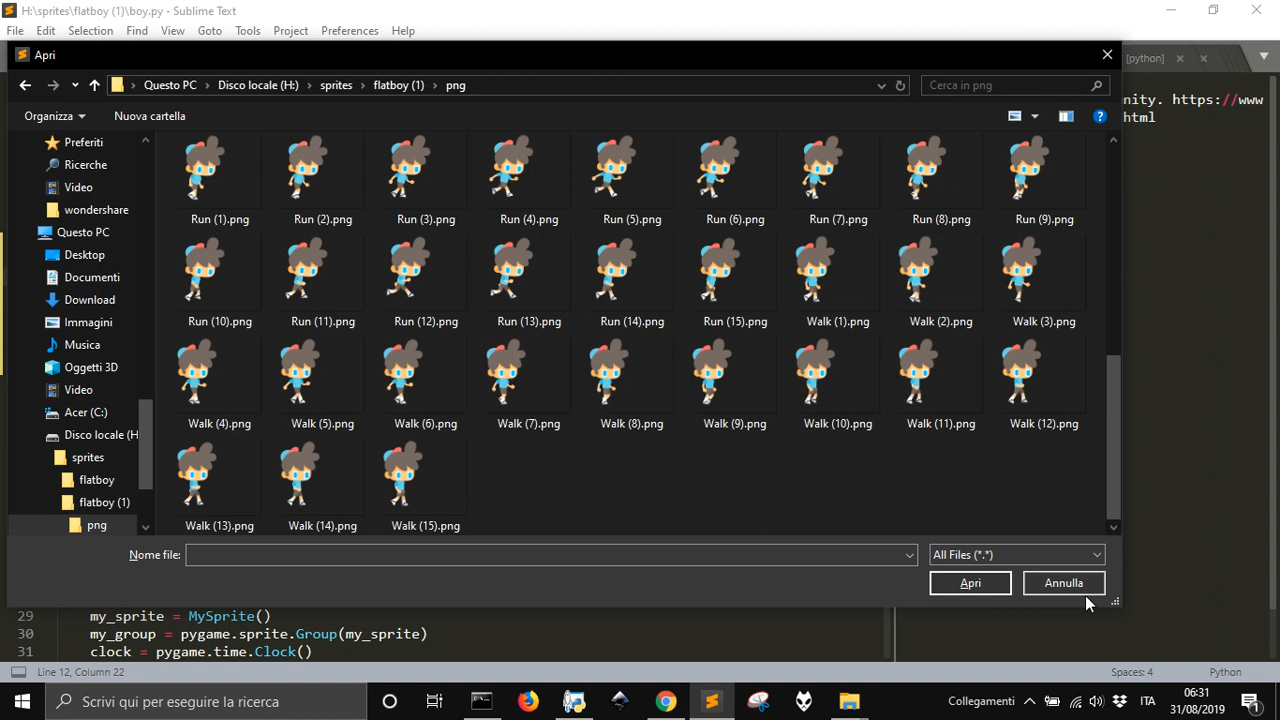 H:\sprites\flatboy (1)\boy.py - Sublime Text
File Edit Selection Find View Goto Tools Project Preferences Help
Apri
[python]
Questo PC Disco locale (H:) sprites flatboy (1) png
Cerca in png
nity. https://www
html
Organizza Nuova cartella
Preferiti
Ricerche
Video
wondershare
Questo PC
Desktop
Documenti
Download
Immagini
Musica
Oggetti 3D
Video
Acer (C:)
Disco locale (H
sprites
flatboy
flatboy (1)
png
Run (1).png Run (2).png Run (3).png Run (4).png Run (5).png Run (6).png Run (7).png Run (8).png Run (9).png
Run (10).png Run (11).png Run (12).png Run (13).png Run (14).png Run (15).png Walk (1).png Walk (2).png Walk (3).png
Walk (4).png Walk (5).png Walk (6).png Walk (7).png Walk (8).png Walk (9).png Walk (10).png Walk (11).png Walk (12).png
Walk (13).png Walk (14).png Walk (15).png
Nome file:
All Files (*.*)
Apri Annulla
29 my_sprite = MySprite()
30 my_group = pygame.sprite.Group(my_sprite)
31 clock = pygame.time.Clock()
Line 12, Column 22 Spaces: 4 Python
Scrivi qui per eseguire la ricerca
Collegamenti ITA
06:31
31/08/2019
1